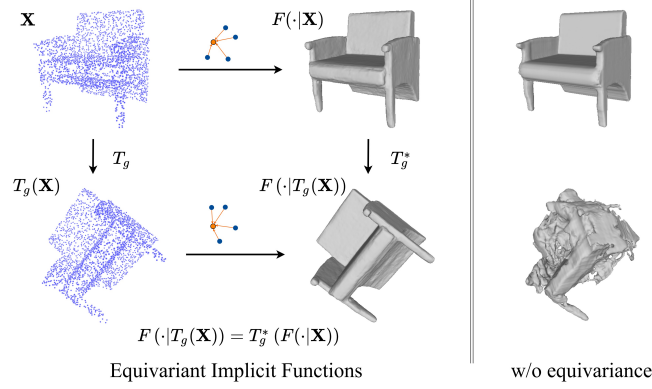 X
F(·|X)
T_g
T_g^*
T_g(X)
F(·|T_g(X))
F(·|T_g(X)) = T_g^*(F(·|X))
Equivariant Implicit Functions
w/o equivariance